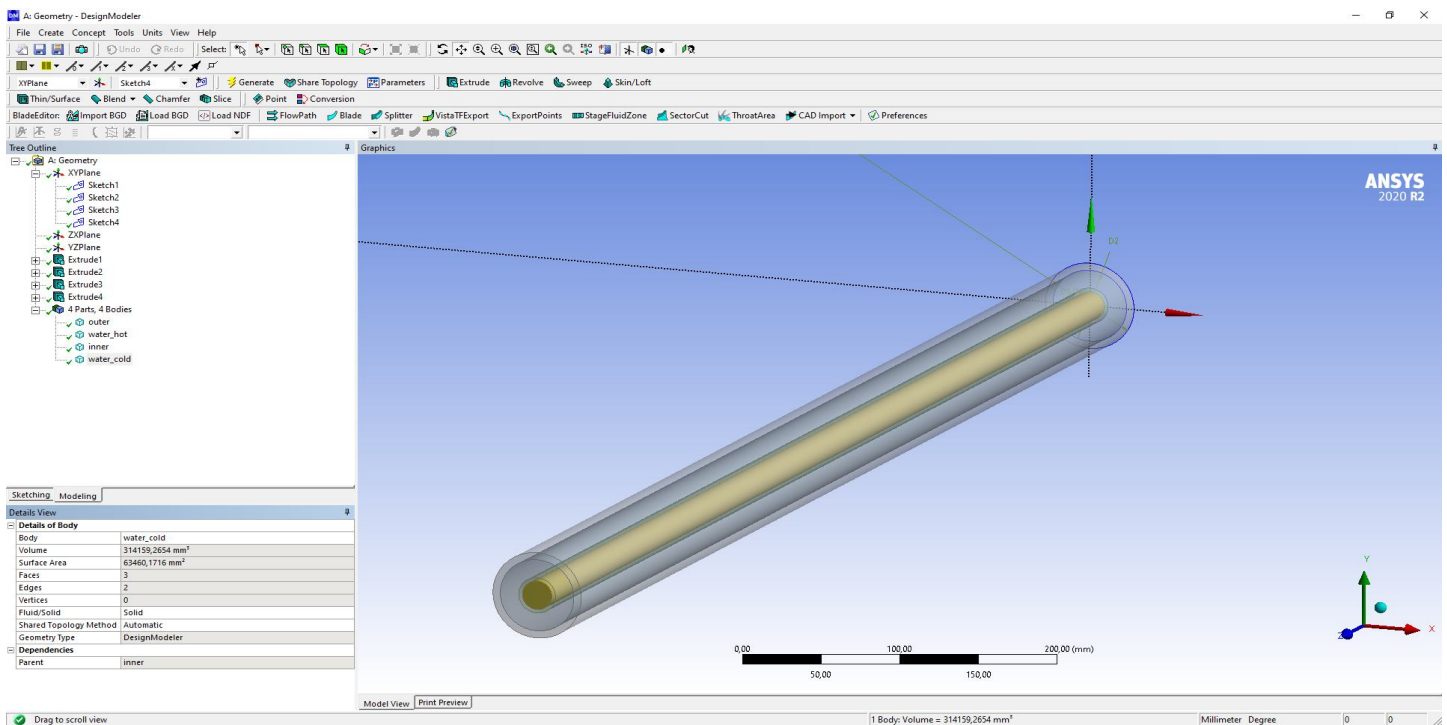 A: Geometry - DesignModeler
File Create Concept Tools Units View Help
Undo Redo Select:
XYPlane Sketch4 Generate Share Topology Parameters Extrude Revolve Sweep Skin/Loft
Thin/Surface Blend Chamfer Slice Point Conversion
BladeEditor: Import BGD Load BGD Load NDF FlowPath Blade Splitter VistaTFExport ExportPoints StageFluidZone SectorCut ThroatArea CAD Import Preferences
Tree Outline
A: Geometry
XYPlane
Sketch1
Sketch2
Sketch3
Sketch4
ZXPlane
YZPlane
Extrude1
Extrude2
Extrude3
Extrude4
4 Parts, 4 Bodies
outer
water_hot
inner
water_cold
Sketching Modeling
Details View
Details of Body
Body water_cold
Volume 314159,2654 mm³
Surface Area 63460,1716 mm²
Faces 3
Edges 2
Vertices 0
Fluid/Solid Solid
Shared Topology Method Automatic
Geometry Type DesignModeler
Dependencies
Parent inner
Graphics
ANSYS
2020 R2
D2
Y
X
Z
0,00 100,00 200,00 (mm)
50,00 150,00
Model View Print Preview
Drag to scroll view 1 Body: Volume = 314159,2654 mm³ Millimeter Degree 0 0